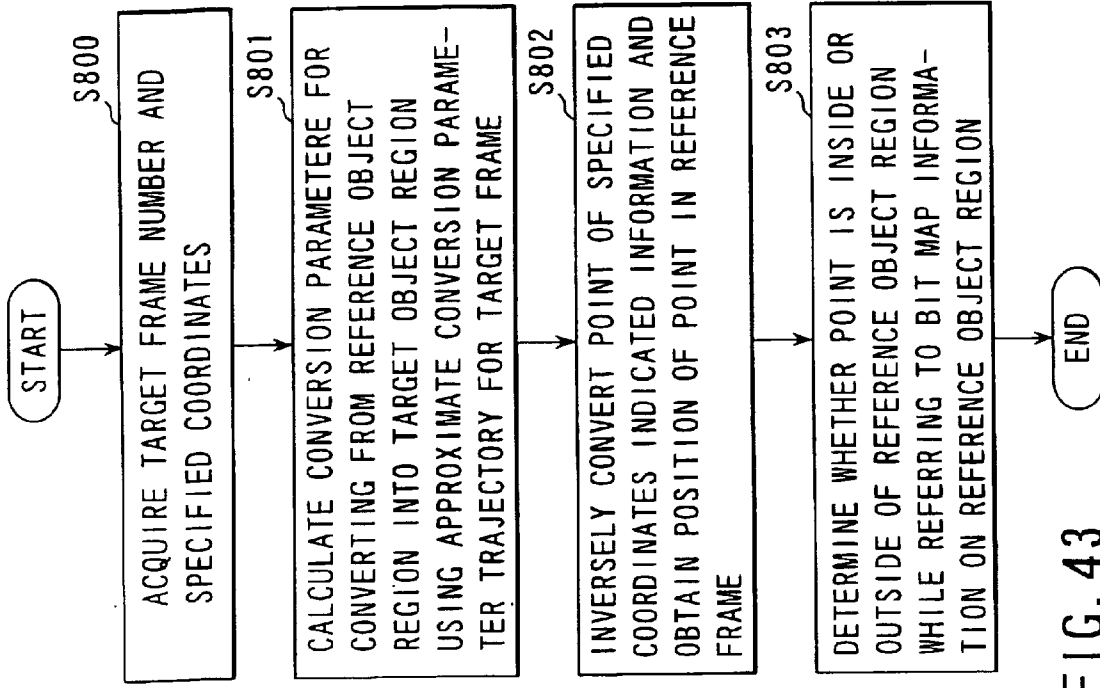 START
S800
ACQUIRE TARGET FRAME NUMBER AND
SPECIFIED COORDINATES
S801
CALCULATE CONVERSION PARAMETERE FOR
CONVERTING FROM REFERENCE OBJECT
REGION INTO TARGET OBJECT REGION
USING APPROXIMATE CONVERSION PARAME-
TER TRAJECTORY FOR TARGET FRAME
S802
INVERSELY CONVERT POINT OF SPECIFIED
COORDINATES INDICATED INFORMATION AND
OBTAIN POSITION OF POINT IN REFERENCE
FRAME
S803
DETERMINE WHETHER POINT IS INSIDE OR
OUTSIDE OF REFERENCE OBJECT REGION
WHILE REFERRING TO BIT MAP INFORMA-
TION ON REFERENCE OBJECT REGION
END
FIG. 43